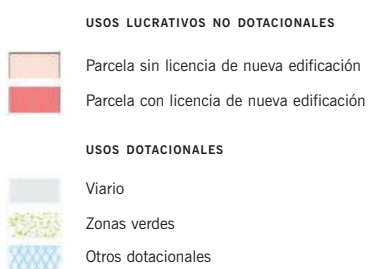 USOS LUCRATIVOS NO DOTACIONALES
Parcela sin licencia de nueva edificación
Parcela con licencia de nueva edificación
USOS DOTACIONALES
Viario
Zonas verdes
Otros dotacionales